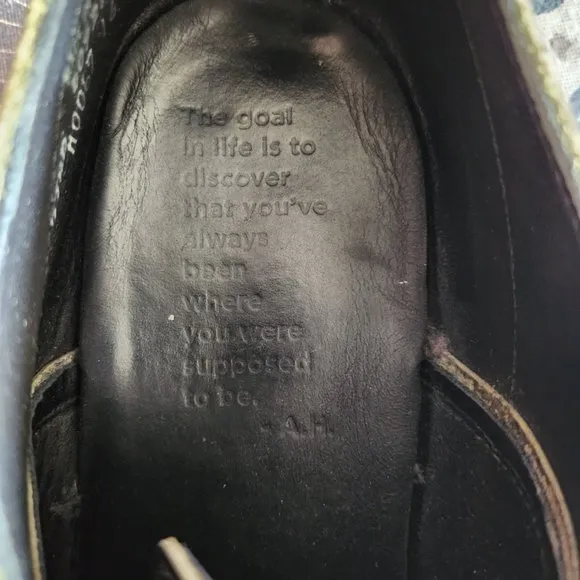 The goal
in life is to
discover
that you've
always
been
where
you were
supposed
to be.
- A.H.